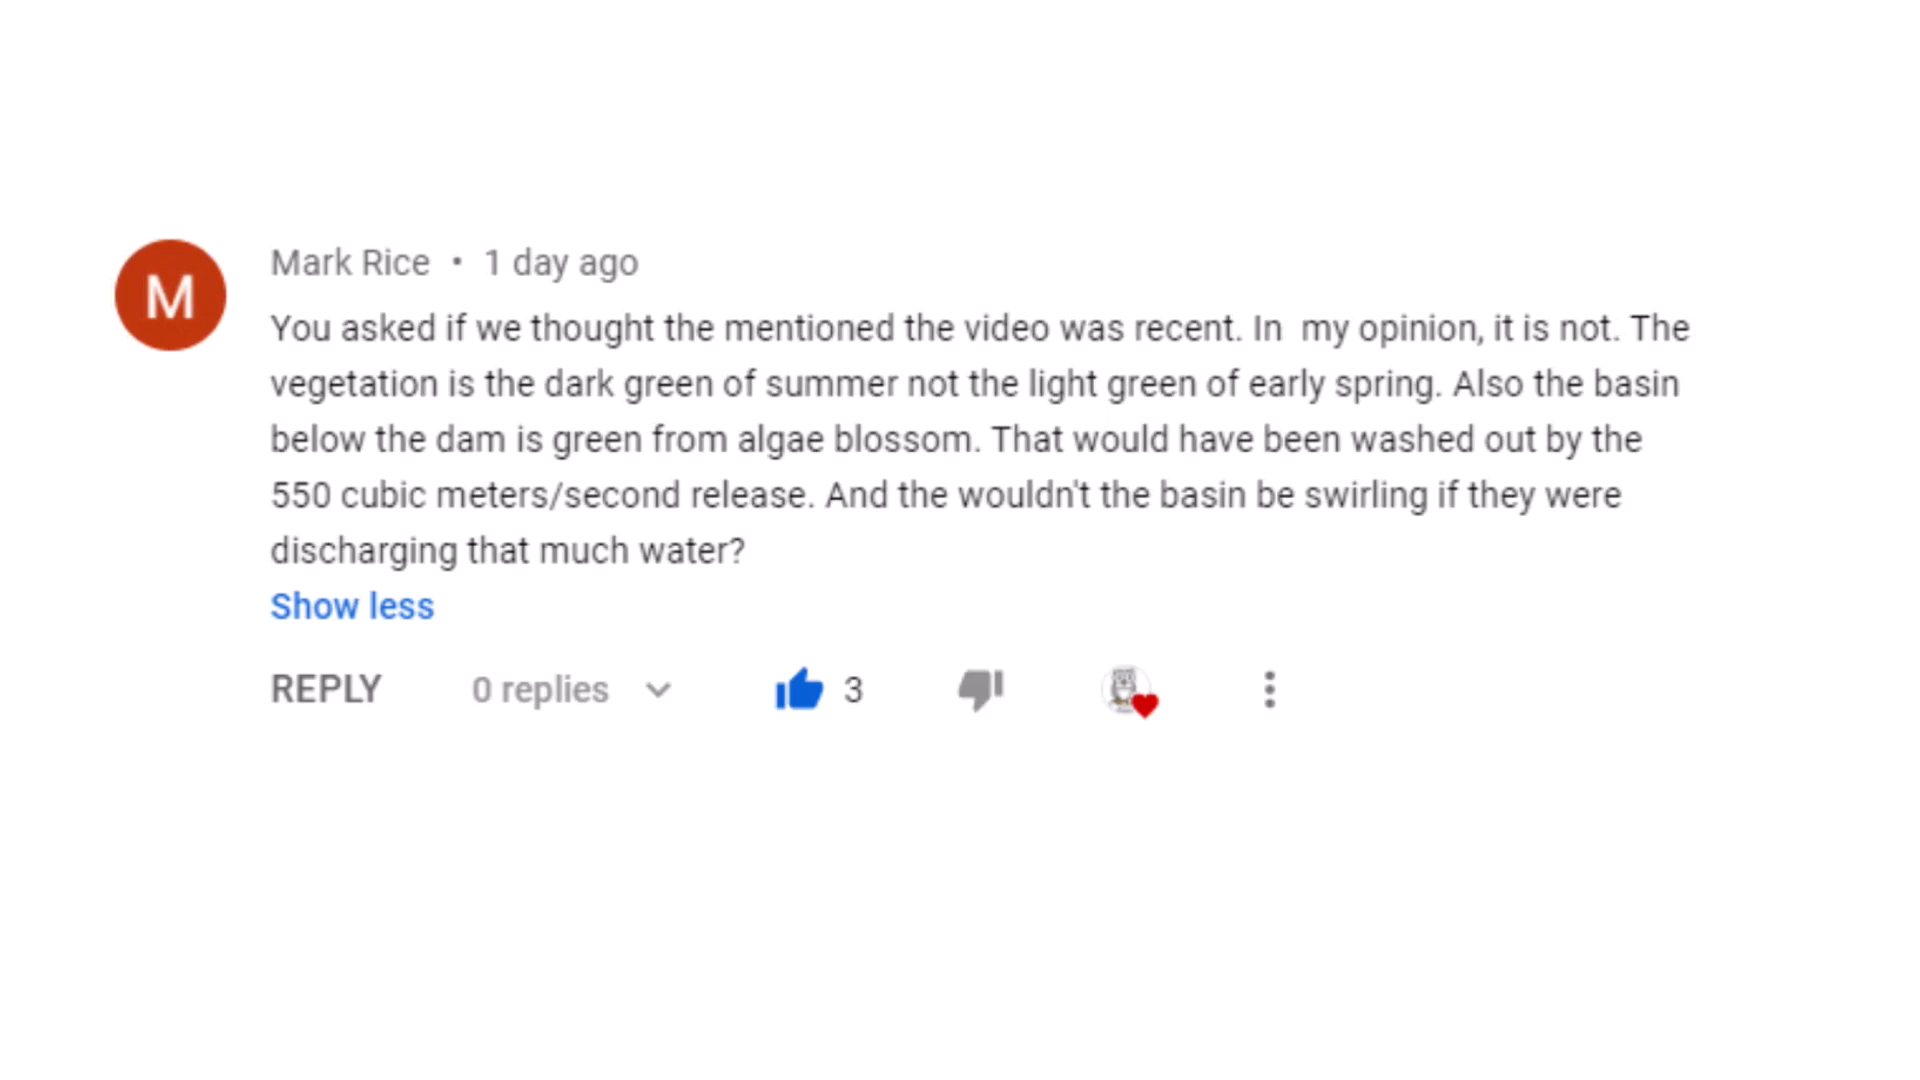 M
Mark Rice • 1 day ago
You asked if we thought the mentioned the video was recent. In  my opinion, it is not. The
vegetation is the dark green of summer not the light green of early spring. Also the basin
below the dam is green from algae blossom. That would have been washed out by the
550 cubic meters/second release. And the wouldn't the basin be swirling if they were
discharging that much water?
Show less
REPLY 0 replies 3